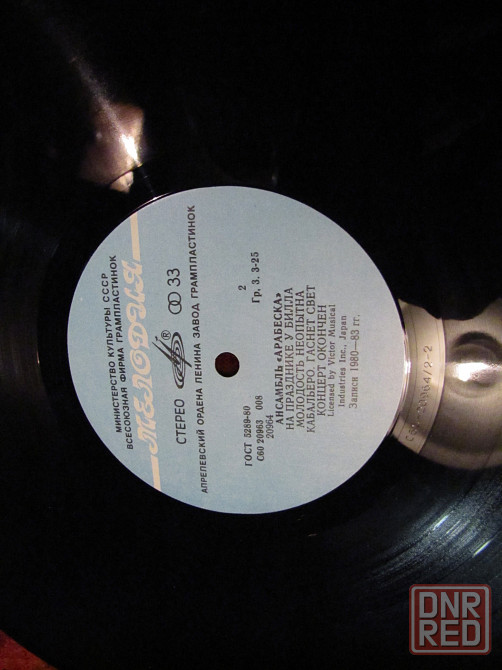 МИНИСТЕРСТВО КУЛЬТУРЫ СССР
ВСЕСОЮЗНАЯ ФИРМА ГРАМПЛАСТИНОК
МЕЛОДИЯ
СТЕРЕО ® 33
АПРЕЛЕВСКИЙ ОРДЕНА ЛЕНИНА ЗАВОД ГРАМПЛАСТИНОК
ГОСТ 5289-80 2
С60 20963 008 Гр. 3. 3-25
20964
АНСАМБЛЬ «АРАБЕСКА»
НА ПРАЗДНИКЕ У БИЛЛА
МОЛОДОСТЬ НЕОПЫТНА
КАВАЛЬЕРО. ГАСНЕТ СВЕТ
КОНЦЕРТ ОКОНЧЕН
Licensed by Victor Musical
Industries Inc., Japan
Записи 1980—83 гг.
DNR
RED